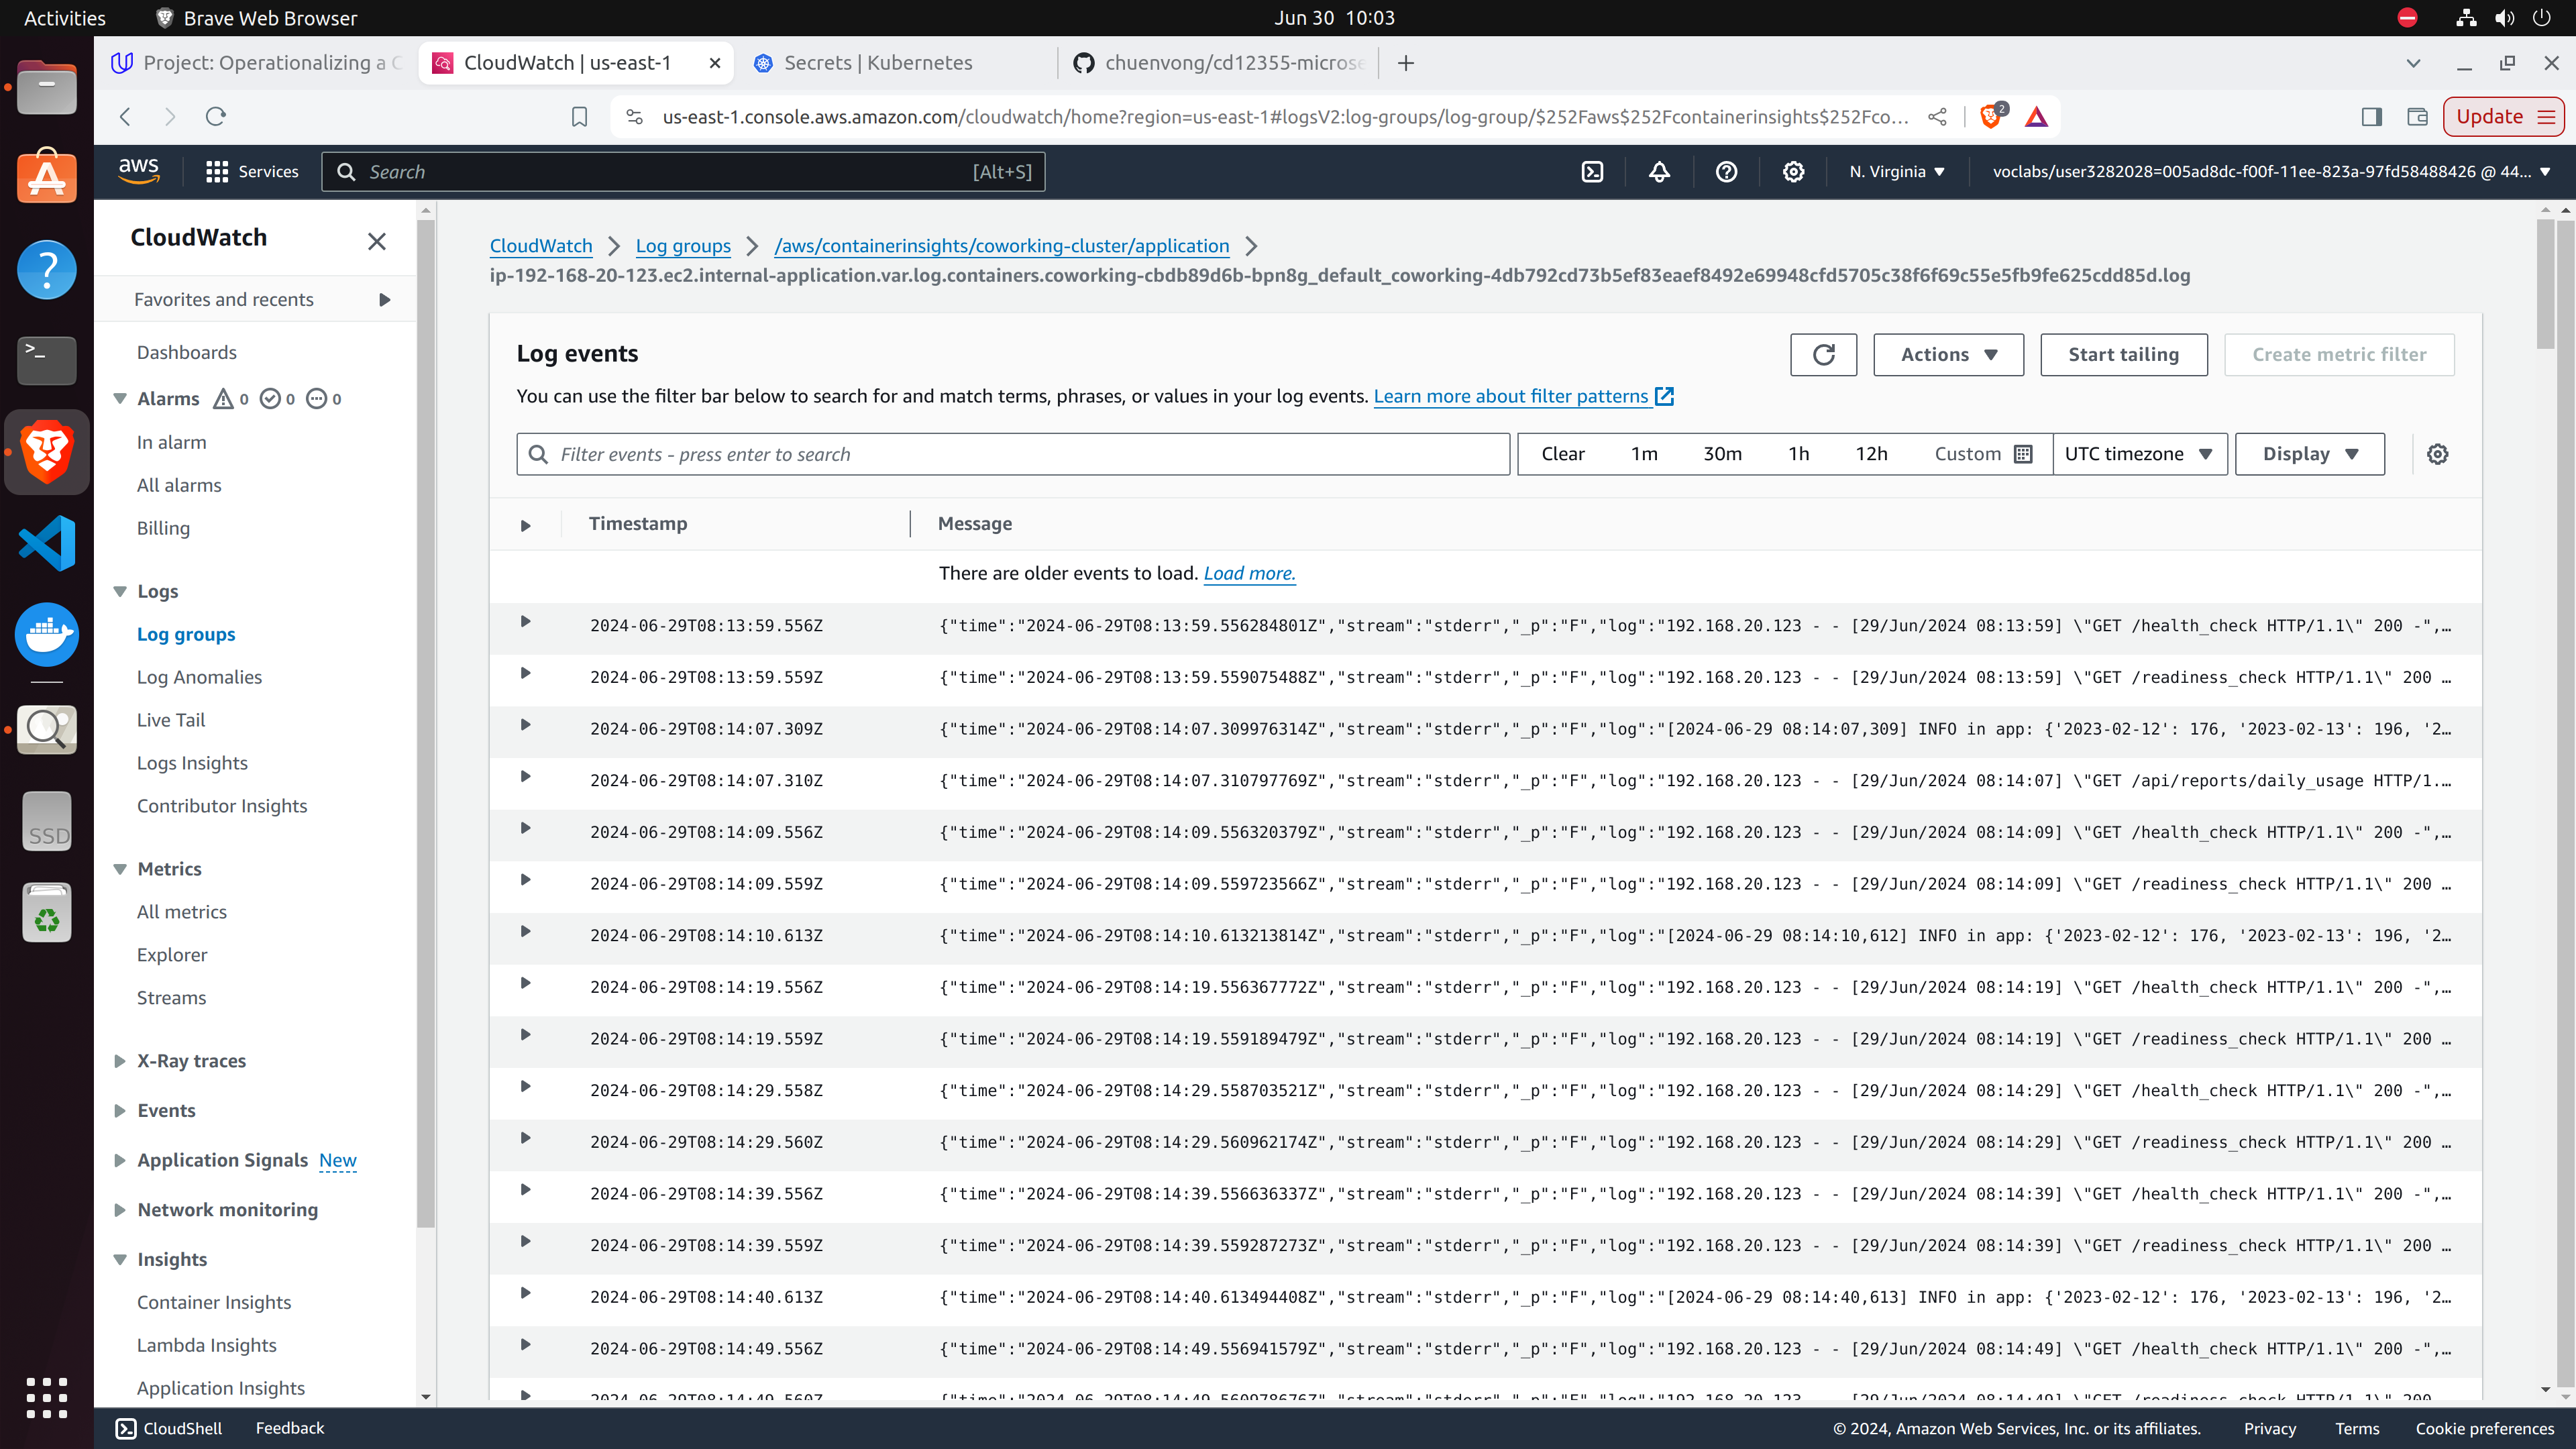 Activities
Brave Web Browser
Jun 30 10:03
Project: Operationalizing a C
CloudWatch | us-east-1
Secrets | Kubernetes
chuenvong/cd12355-microse
us-east-1.console.aws.amazon.com/cloudwatch/home?region=us-east-1#logsV2:log-groups/log-group/$252Faws$252Fcontainerinsights$252Fco...
2
Update
aws
Services
Search
[Alt+S]
N. Virginia
voclabs/user3282028=005ad8dc-f00f-11ee-823a-97fd58488426 @ 44...
CloudWatch
Favorites and recents
Dashboards
Alarms 0 0 0
In alarm
All alarms
Billing
Logs
Log groups
Log Anomalies
Live Tail
Logs Insights
Contributor Insights
Metrics
All metrics
Explorer
Streams
X-Ray traces
Events
Application Signals New
Network monitoring
Insights
Container Insights
Lambda Insights
Application Insights
SSD
CloudWatch
Log groups
/aws/containerinsights/coworking-cluster/application
ip-192-168-20-123.ec2.internal-application.var.log.containers.coworking-cbdb89d6b-bpn8g_default_coworking-4db792cd73b5ef83eaef8492e69948cfd5705c38f6f69c55e5fb9fe625cdd85d.log
Log events
Actions
Start tailing
Create metric filter
You can use the filter bar below to search for and match terms, phrases, or values in your log events. Learn more about filter patterns
Filter events - press enter to search
Clear 1m 30m 1h 12h Custom
UTC timezone
Display
Timestamp Message
There are older events to load. Load more.
2024-06-29T08:13:59.556Z {"time":"2024-06-29T08:13:59.556284801Z","stream":"stderr","_p":"F","log":"192.168.20.123 - - [29/Jun/2024 08:13:59] \"GET /health_check HTTP/1.1\" 200 -",…
2024-06-29T08:13:59.559Z {"time":"2024-06-29T08:13:59.559075488Z","stream":"stderr","_p":"F","log":"192.168.20.123 - - [29/Jun/2024 08:13:59] \"GET /readiness_check HTTP/1.1\" 200 …
2024-06-29T08:14:07.309Z {"time":"2024-06-29T08:14:07.309976314Z","stream":"stderr","_p":"F","log":"[2024-06-29 08:14:07,309] INFO in app: {'2023-02-12': 176, '2023-02-13': 196, '2…
2024-06-29T08:14:07.310Z {"time":"2024-06-29T08:14:07.310797769Z","stream":"stderr","_p":"F","log":"192.168.20.123 - - [29/Jun/2024 08:14:07] \"GET /api/reports/daily_usage HTTP/1.…
2024-06-29T08:14:09.556Z {"time":"2024-06-29T08:14:09.556320379Z","stream":"stderr","_p":"F","log":"192.168.20.123 - - [29/Jun/2024 08:14:09] \"GET /health_check HTTP/1.1\" 200 -",…
2024-06-29T08:14:09.559Z {"time":"2024-06-29T08:14:09.559723566Z","stream":"stderr","_p":"F","log":"192.168.20.123 - - [29/Jun/2024 08:14:09] \"GET /readiness_check HTTP/1.1\" 200 …
2024-06-29T08:14:10.613Z {"time":"2024-06-29T08:14:10.613213814Z","stream":"stderr","_p":"F","log":"[2024-06-29 08:14:10,612] INFO in app: {'2023-02-12': 176, '2023-02-13': 196, '2…
2024-06-29T08:14:19.556Z {"time":"2024-06-29T08:14:19.556367772Z","stream":"stderr","_p":"F","log":"192.168.20.123 - - [29/Jun/2024 08:14:19] \"GET /health_check HTTP/1.1\" 200 -",…
2024-06-29T08:14:19.559Z {"time":"2024-06-29T08:14:19.559189479Z","stream":"stderr","_p":"F","log":"192.168.20.123 - - [29/Jun/2024 08:14:19] \"GET /readiness_check HTTP/1.1\" 200 …
2024-06-29T08:14:29.558Z {"time":"2024-06-29T08:14:29.558703521Z","stream":"stderr","_p":"F","log":"192.168.20.123 - - [29/Jun/2024 08:14:29] \"GET /health_check HTTP/1.1\" 200 -",…
2024-06-29T08:14:29.560Z {"time":"2024-06-29T08:14:29.560962174Z","stream":"stderr","_p":"F","log":"192.168.20.123 - - [29/Jun/2024 08:14:29] \"GET /readiness_check HTTP/1.1\" 200 …
2024-06-29T08:14:39.556Z {"time":"2024-06-29T08:14:39.556636337Z","stream":"stderr","_p":"F","log":"192.168.20.123 - - [29/Jun/2024 08:14:39] \"GET /health_check HTTP/1.1\" 200 -",…
2024-06-29T08:14:39.559Z {"time":"2024-06-29T08:14:39.559287273Z","stream":"stderr","_p":"F","log":"192.168.20.123 - - [29/Jun/2024 08:14:39] \"GET /readiness_check HTTP/1.1\" 200 …
2024-06-29T08:14:40.613Z {"time":"2024-06-29T08:14:40.613494408Z","stream":"stderr","_p":"F","log":"[2024-06-29 08:14:40,613] INFO in app: {'2023-02-12': 176, '2023-02-13': 196, '2…
2024-06-29T08:14:49.556Z {"time":"2024-06-29T08:14:49.556941579Z","stream":"stderr","_p":"F","log":"192.168.20.123 - - [29/Jun/2024 08:14:49] \"GET /health_check HTTP/1.1\" 200 -",…
CloudShell
Feedback
© 2024, Amazon Web Services, Inc. or its affiliates.
Privacy
Terms
Cookie preferences